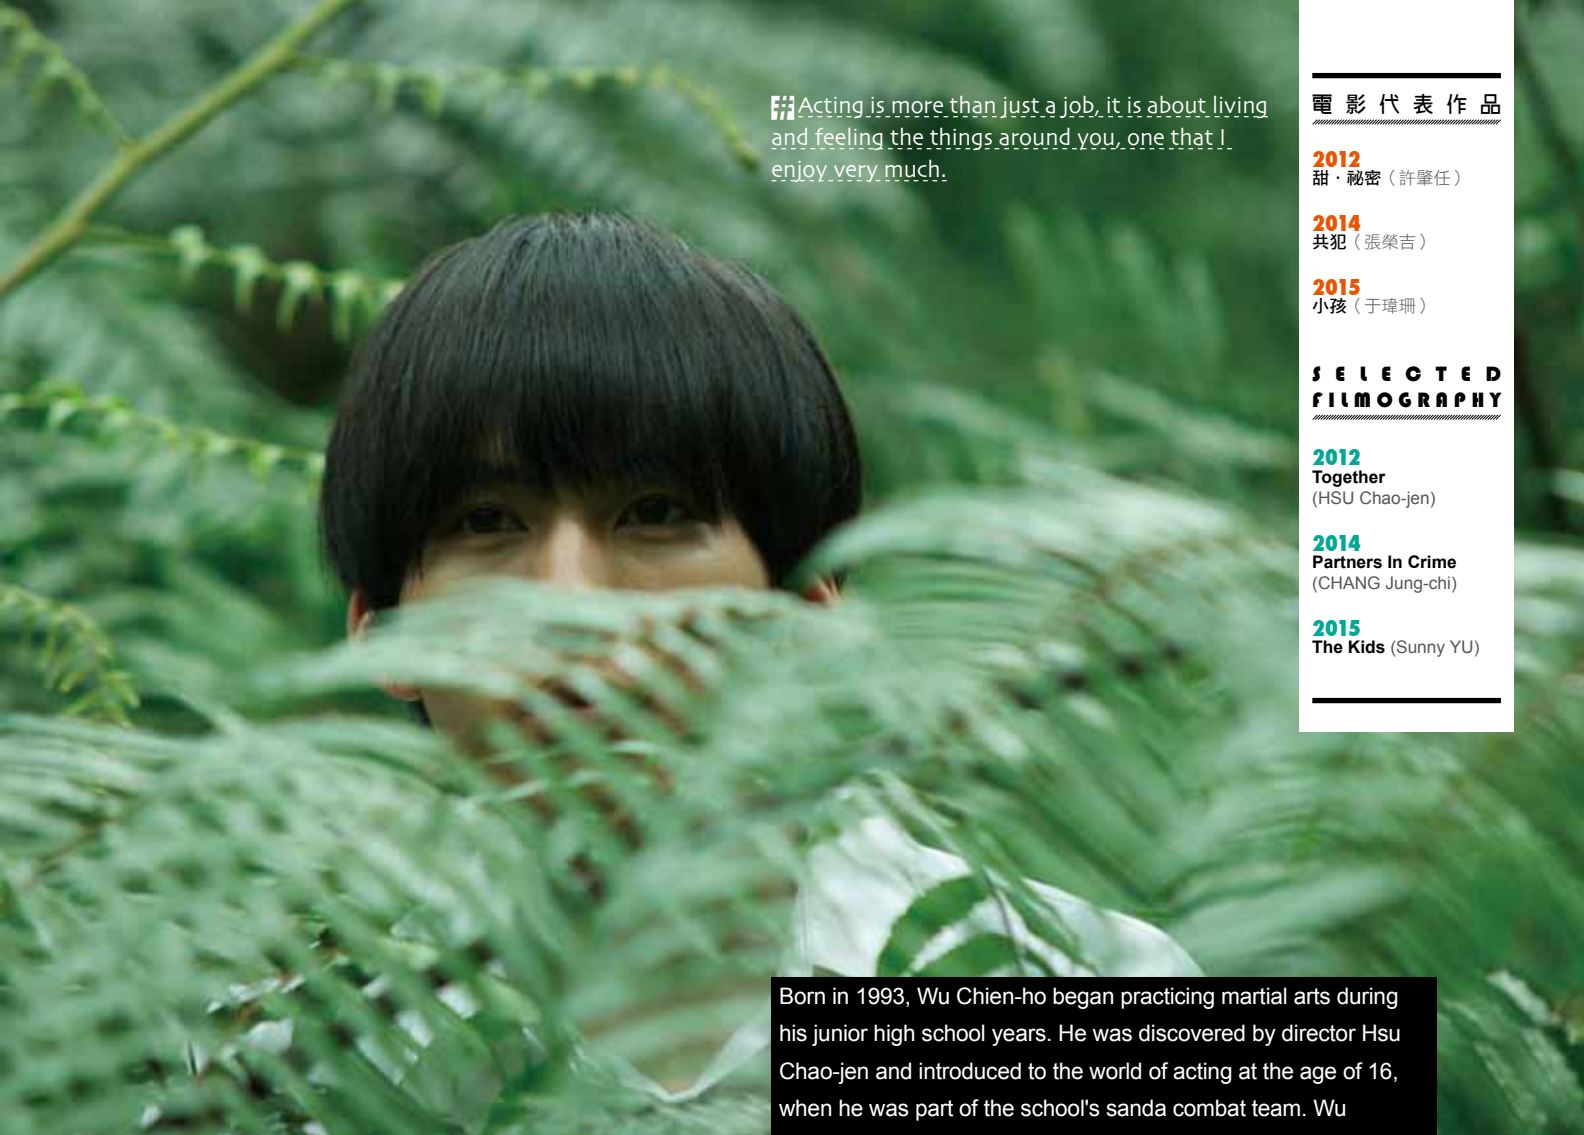 #Acting is more than just a job, it is about living
and feeling the things around you, one that I
enjoy very much.
電影代表作品
2012
甜‧祕密（許肇任）
2014
共犯（張榮吉）
2015
小孩（于瑋珊）
SELECTED
FILMOGRAPHY
2012
Together
(HSU Chao-jen)
2014
Partners In Crime
(CHANG Jung-chi)
2015
The Kids (Sunny YU)
Born in 1993, Wu Chien-ho began practicing martial arts during
his junior high school years. He was discovered by director Hsu
Chao-jen and introduced to the world of acting at the age of 16,
when he was part of the school's sanda combat team. Wu